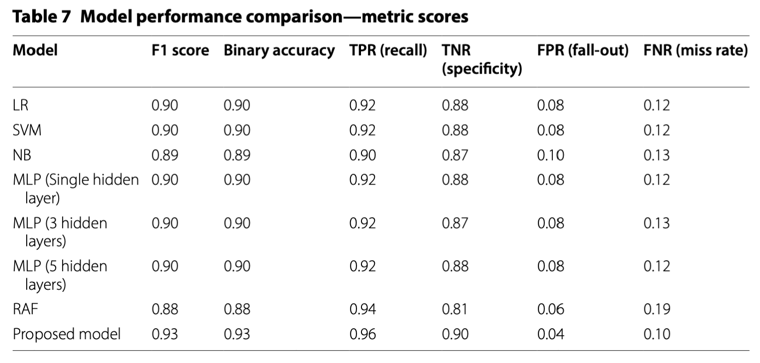 Table 7 Model performance comparison—metric scores
Model F1 score Binary accuracy TPR (recall) TNR (specificity) FPR (fall-out) FNR (miss rate)
LR 0.90 0.90 0.92 0.88 0.08 0.12
SVM 0.90 0.90 0.92 0.88 0.08 0.12
NB 0.89 0.89 0.90 0.87 0.10 0.13
MLP (Single hidden layer) 0.90 0.90 0.92 0.88 0.08 0.12
MLP (3 hidden layers) 0.90 0.90 0.92 0.87 0.08 0.13
MLP (5 hidden layers) 0.90 0.90 0.92 0.88 0.08 0.12
RAF 0.88 0.88 0.94 0.81 0.06 0.19
Proposed model 0.93 0.93 0.96 0.90 0.04 0.10